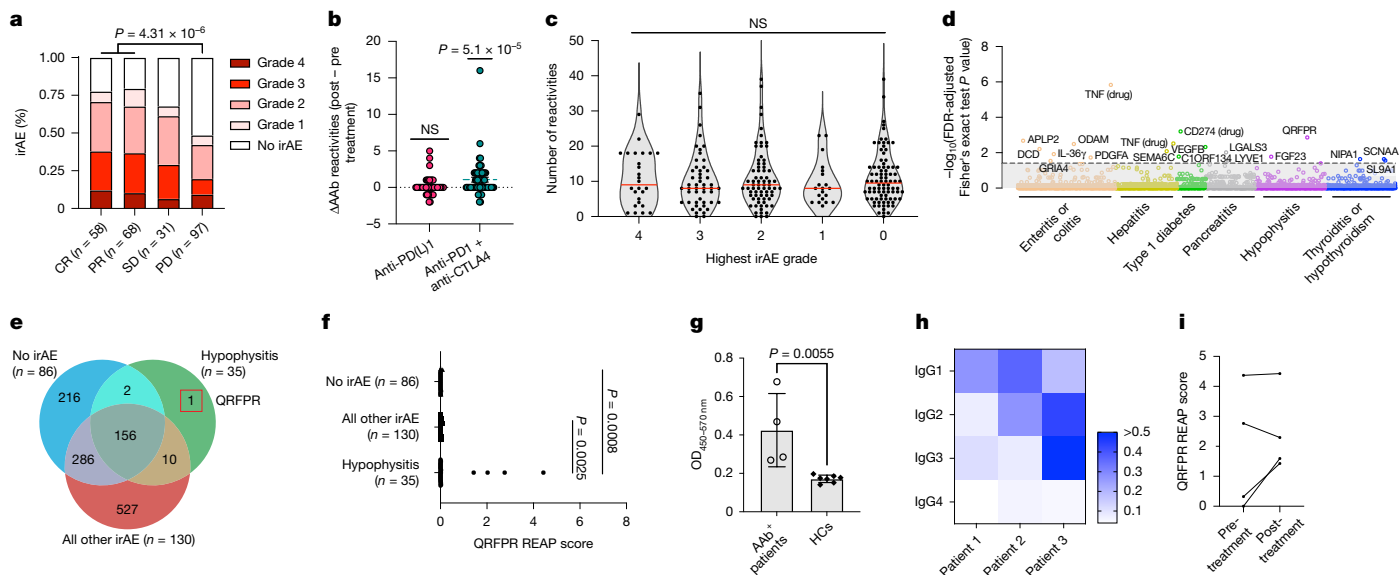 a
P = 4.31 × 10⁻⁶
irAE (%)
1.00
0.75
0.50
0.25
0
CR (n = 58)
PR (n = 68)
SD (n = 31)
PD (n = 97)
Grade 4
Grade 3
Grade 2
Grade 1
No irAE
b
ΔAAb reactivities (post − pre
treatment)
20
15
10
5
0
−5
P = 5.1 × 10⁻⁵
NS
Anti-PD(L)1
Anti-PD1 +
anti-CTLA4
c
NS
Number of reactivities
50
40
30
20
10
0
4
3
2
1
0
Highest irAE grade
d
−log₁₀(FDR-adjusted
Fisher's exact test P value)
8
6
4
2
0
TNF (drug)
APLP2
ODAM
DCD
IL-36γ
PDGFA
GRIA4
TNF (drug)
SEMA6C
CD274 (drug)
VEGFB
C1ORF134
LGALS3
LYVE1
QRFPR
FGF23
NIPA1
SCNAA
SL9A1
Enteritis or
colitis
Hepatitis
Type 1 diabetes
Pancreatitis
Hypophysitis
Thyroiditis or
hypothyroidism
e
No irAE
(n = 86)
Hypophysitis
(n = 35)
216
2
1
QRFPR
156
286
10
527
All other irAE (n = 130)
f
No irAE (n = 86)
All other irAE
(n = 130)
Hypophysitis
(n = 35)
P = 0.0025
P = 0.0008
0
2
4
6
8
QRFPR REAP score
g
P = 0.0055
OD₄₅₀₋₅₇₀ ₙₘ
0.8
0.6
0.4
0.2
0
AAb⁺
patients
HCs
h
IgG1
IgG2
IgG3
IgG4
Patient 1
Patient 2
Patient 3
>0.5
0.4
0.3
0.2
0.1
i
QRFPR REAP score
5
4
3
2
1
0
Pre-
treatment
Post-
treatment